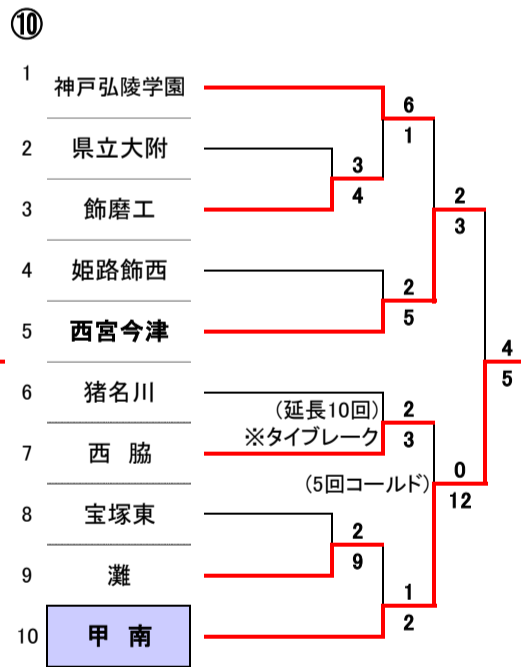 ⑩
1 神戸弘陵学園
6
1
2 県立大附
3
4
3 飾磨工
2
3
4 姫路飾西
2
5
5 西宮今津
4
5
6 猪名川
(延長10回) 2
※タイブレーク 3
7 西 脇
(5回コールド) 0
12
8 宝塚東
2
9
9 灘
1
2
10 甲 南